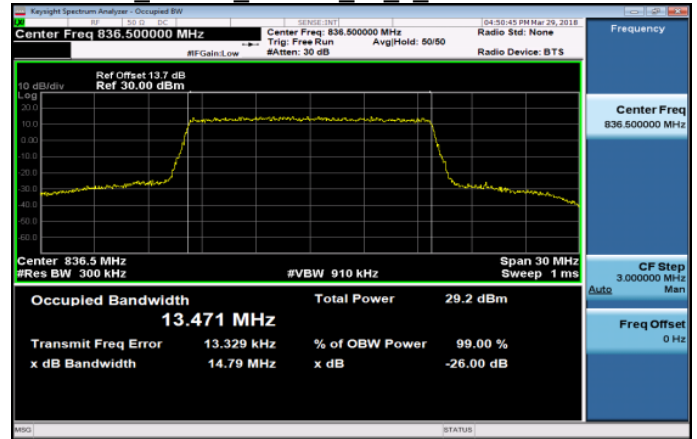 Keysight Spectrum Analyzer - Occupied BW
RF 50 Ω DC SENSE:INT 04:50:45 PM Mar 29, 2018
Center Freq 836.500000 MHz
Center Freq: 836.500000 MHz Radio Std: None
Trig: Free Run Avg|Hold: 50/50
#IFGain:Low #Atten: 30 dB Radio Device: BTS
Ref Offset 13.7 dB
10 dB/div Ref 30.00 dBm
Log
20.0
10.0
0.00
-10.0
-20.0
-30.0
-40.0
-50.0
-60.0
Center 836.5 MHz Span 30 MHz
#Res BW 300 kHz #VBW 910 kHz Sweep 1 ms
Occupied Bandwidth Total Power 29.2 dBm
13.471 MHz
Transmit Freq Error 13.329 kHz % of OBW Power 99.00 %
x dB Bandwidth 14.79 MHz x dB -26.00 dB
MSG STATUS
Frequency
Center Freq
836.500000 MHz
CF Step
3.000000 MHz
Auto Man
Freq Offset
0 Hz